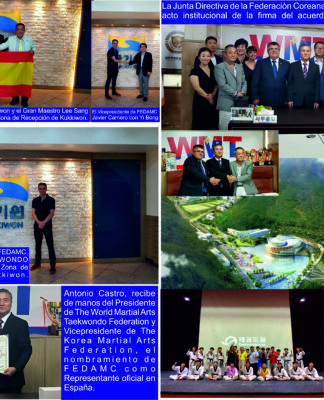 won y el Gran Maestro Lee Sang
ona de Recepción de Kukkiwon.
El Vicepresidente de FEDAMC
Javier Carnero con Yi Bong.
La Junta Directiva de la Federación Coreana
acto institucional de la firma del acuerd
WMT
WMT
FEDAMC
WONDO
Zona de
kkiwon.
KIWON
Antonio Castro, recibe
de manos del Presidente
de The World Martial Arts
Taekwondo Federation y
Vicepresidente de The
Korea Martial Arts
Federation, el
nombramiento de
FEDAMC como
Representante oficial en
España.